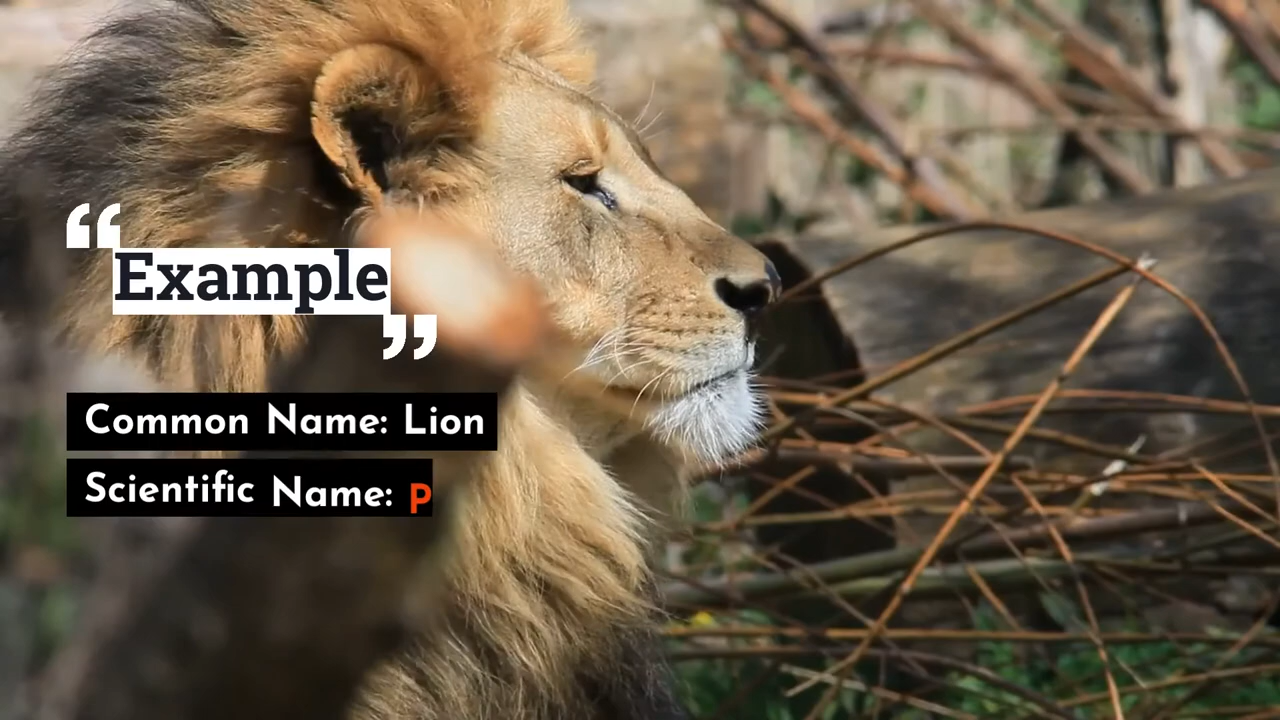 “
Example
”
Common Name: Lion
Scientific Name: P